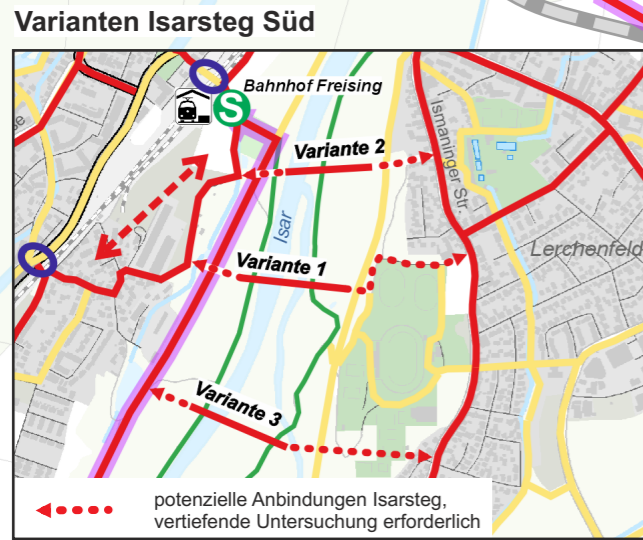 Varianten Isarsteg Süd
Bahnhof Freising
S
Variante 2
Ismaninger Str.
Isar
Lerchenfeld
Variante 1
Variante 3
potenzielle Anbindungen Isarsteg,
vertiefende Untersuchung erforderlich